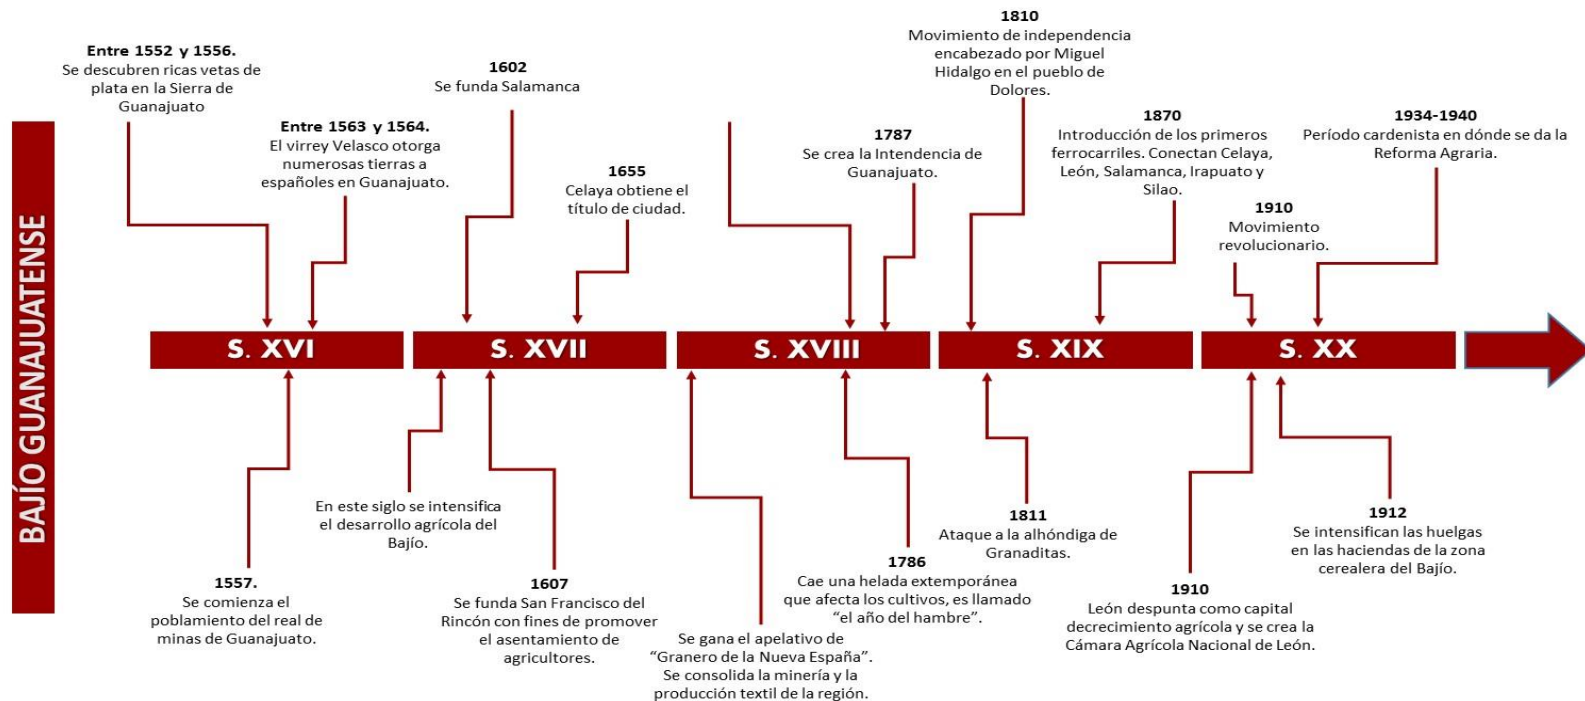 BAJÍO GUANAJUATENSE
Entre 1552 y 1556.
Se descubren ricas vetas de
plata en la Sierra de
Guanajuato
Entre 1563 y 1564.
El virrey Velasco otorga
numerosas tierras a
españoles en Guanajuato.
1602
Se funda Salamanca
1655
Celaya obtiene el
título de ciudad.
1787
Se crea la Intendencia de
Guanajuato.
1810
Movimiento de independencia
encabezado por Miguel
Hidalgo en el pueblo de
Dolores.
1870
Introducción de los primeros
ferrocarriles. Conectan Celaya,
León, Salamanca, Irapuato y
Silao.
1910
Movimiento
revolucionario.
1934-1940
Período cardenista en dónde se da la
Reforma Agraria.
S. XVI
S. XVII
S. XVIII
S. XIX
S. XX
1557.
Se comienza el
poblamiento del real de
minas de Guanajuato.
En este siglo se intensifica
el desarrollo agrícola del
Bajío.
1607
Se funda San Francisco del
Rincón con fines de promover
el asentamiento de
agricultores.
Se gana el apelativo de
“Granero de la Nueva España”.
Se consolida la minería y la
producción textil de la región.
1786
Cae una helada extemporánea
que afecta los cultivos, es llamado
“el año del hambre”.
1811
Ataque a la alhóndiga de
Granaditas.
1910
León despunta como capital
decrecimiento agrícola y se crea la
Cámara Agrícola Nacional de León.
1912
Se intensifican las huelgas
en las haciendas de la zona
cerealera del Bajío.